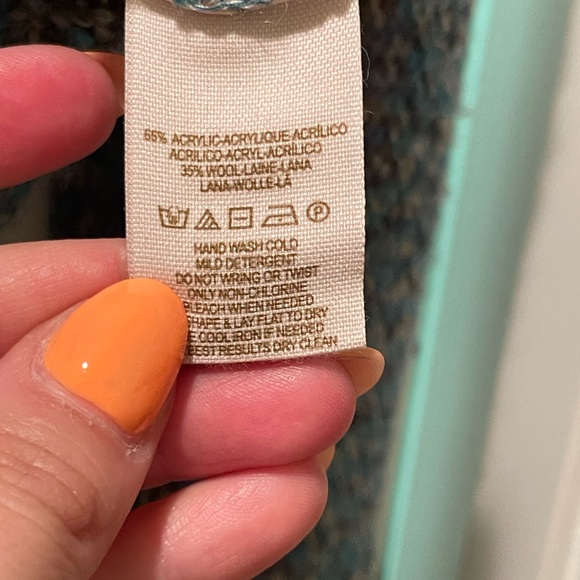 65% ACRYLIC-ACRYLIQUE-ACRÍLICO
ACRILICO-ACRYL-ACRÍLICO
35% WOOL-LAINE-LANA
LANA-WOLLE-LÃ
P
HAND WASH COLD
MILD DETERGENT
DO NOT WRING OR TWIST
ONLY NON-CHLORINE
BLEACH WHEN NEEDED
SHAPE & LAY FLAT TO DRY
COOL IRON IF NEEDED
BEST RESULTS DRY CLEAN